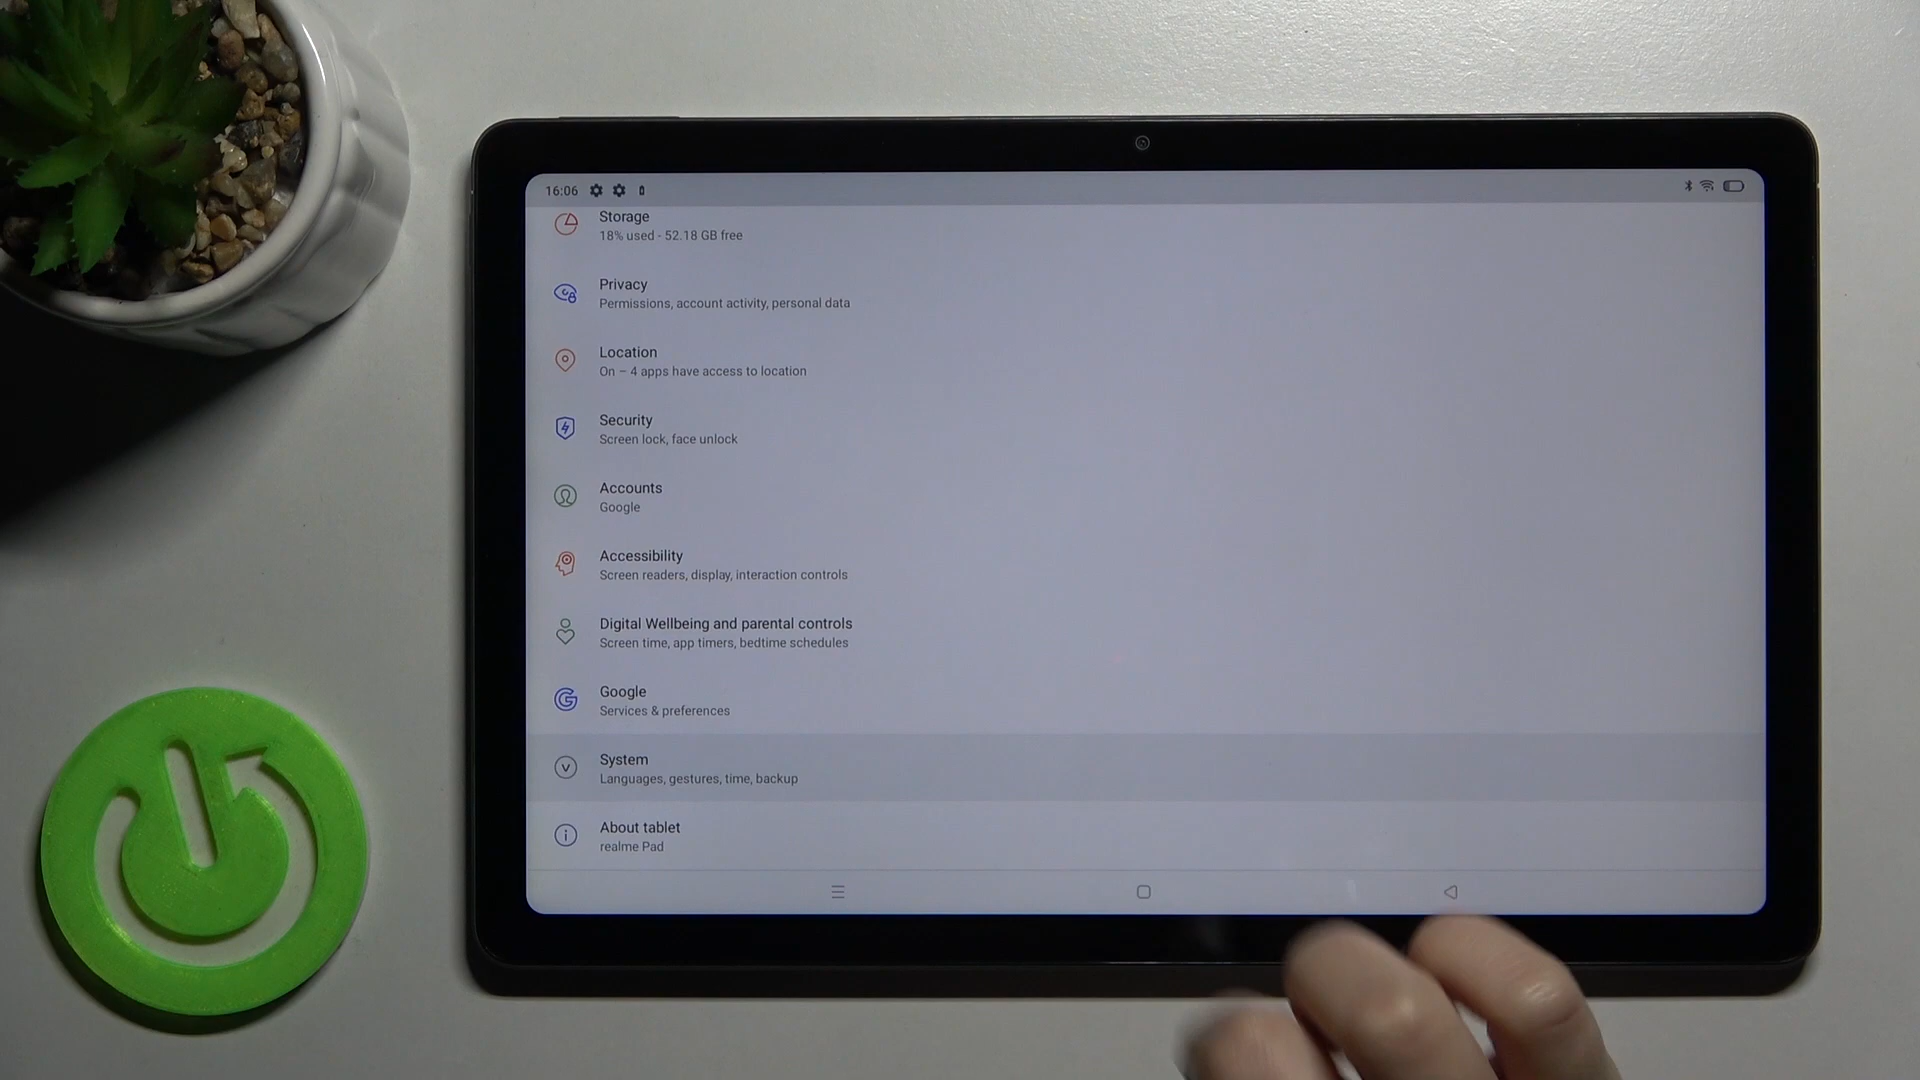 16:06
Storage
18% used - 52.18 GB free
Privacy
Permissions, account activity, personal data
Location
On – 4 apps have access to location
Security
Screen lock, face unlock
Accounts
Google
Accessibility
Screen readers, display, interaction controls
Digital Wellbeing and parental controls
Screen time, app timers, bedtime schedules
Google
Services & preferences
System
Languages, gestures, time, backup
About tablet
realme Pad